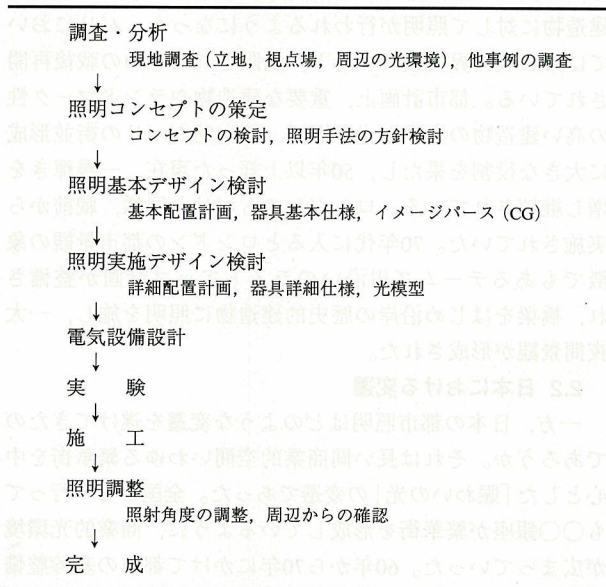 調査・分析
現地調査（立地，視点場，周辺の光環境），他事例の調査
↓
照明コンセプトの策定
コンセプトの検討，照明手法の方針検討
↓
照明基本デザイン検討
基本配置計画，器具基本仕様，イメージパース（CG）
↓
照明実施デザイン検討
詳細配置計画，器具詳細仕様，光模型
↓
電気設備設計
↓
実　験
↓
施　工
↓
照明調整
照射角度の調整，周辺からの確認
↓
完　成